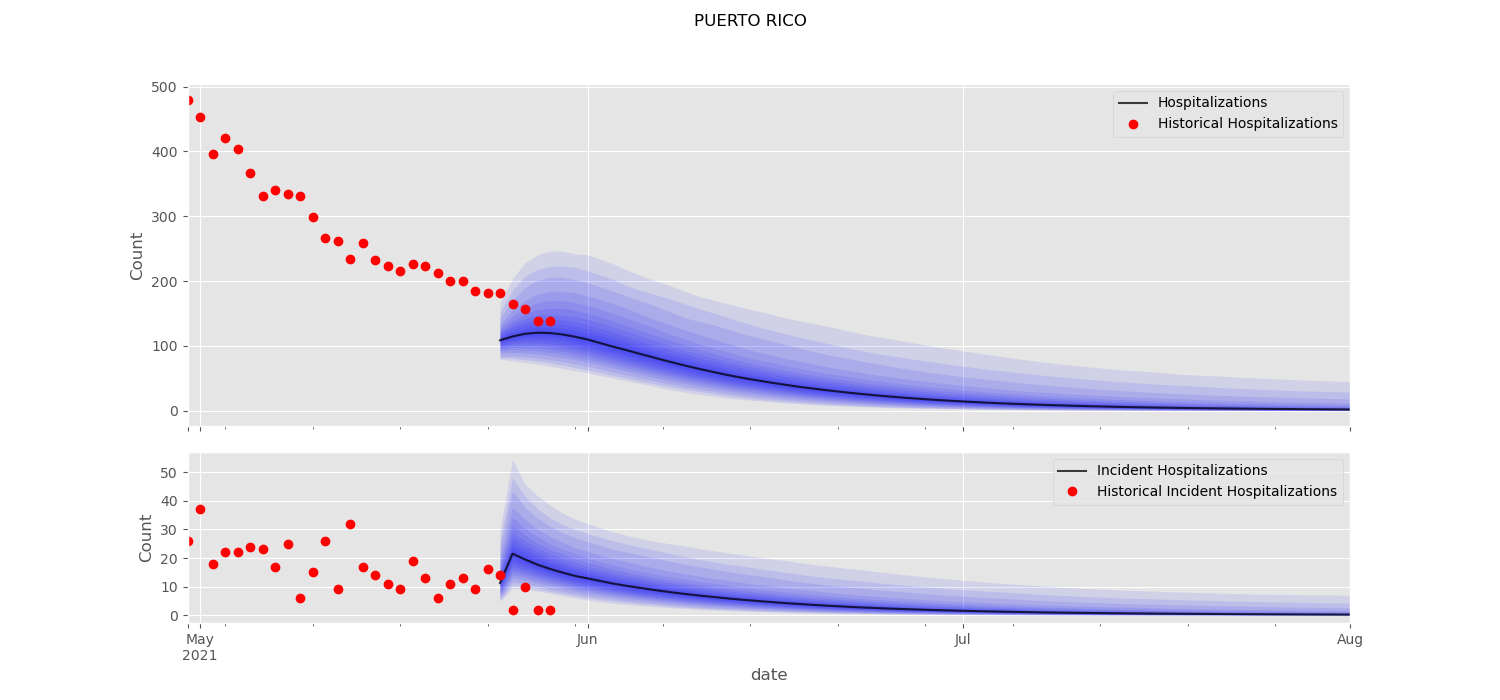 PUERTO RICO
500
400
300
200
100
0
Count
Hospitalizations
Historical Hospitalizations
50
40
30
20
10
0
Count
Incident Hospitalizations
Historical Incident Hospitalizations
May
2021
Jun
Jul
Aug
date